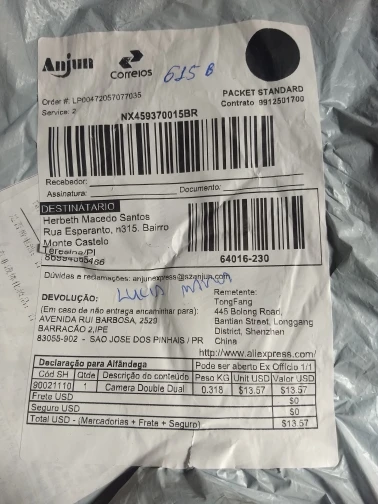 Anjun
Correios
615 B
PACKET STANDARD
Contrato 9912501700
Order #: LP00472057077035
Service: 2
NX459370015BR
Recebedor:
Assinatura: Documento:
DESTINATÁRIO
Herbeth Macedo Santos
Rua Esperanto, n315. Bairro
Monte Castelo
Teresina/PI
64016-230
Dúvidas e reclamações: anjunexpress@szanjun.com
DEVOLUÇÃO:
(Em caso de não entrega encaminhar para):
AVENIDA RUI BARBOSA, 2529
BARRACÃO 2,IPE
83055-902 - SAO JOSE DOS PINHAIS / PR
Remetente:
TongFang
445 Bolong Road,
Bantian Street, Longgang
District, Shenzhen
China
http://www.aliexpress.com/
Declaração para Alfândega Pode ser aberto Ex Officio 1/1
Cód SH Qtde Descrição do conteúdo Peso KG Unit USD Valor USD
90021110 1 Camera Double Dual 0.318 $13.57 $13.57
Frete USD $0
Seguro USD $0
Total USD - (Marcadorias + Frete + Seguro) $13.57